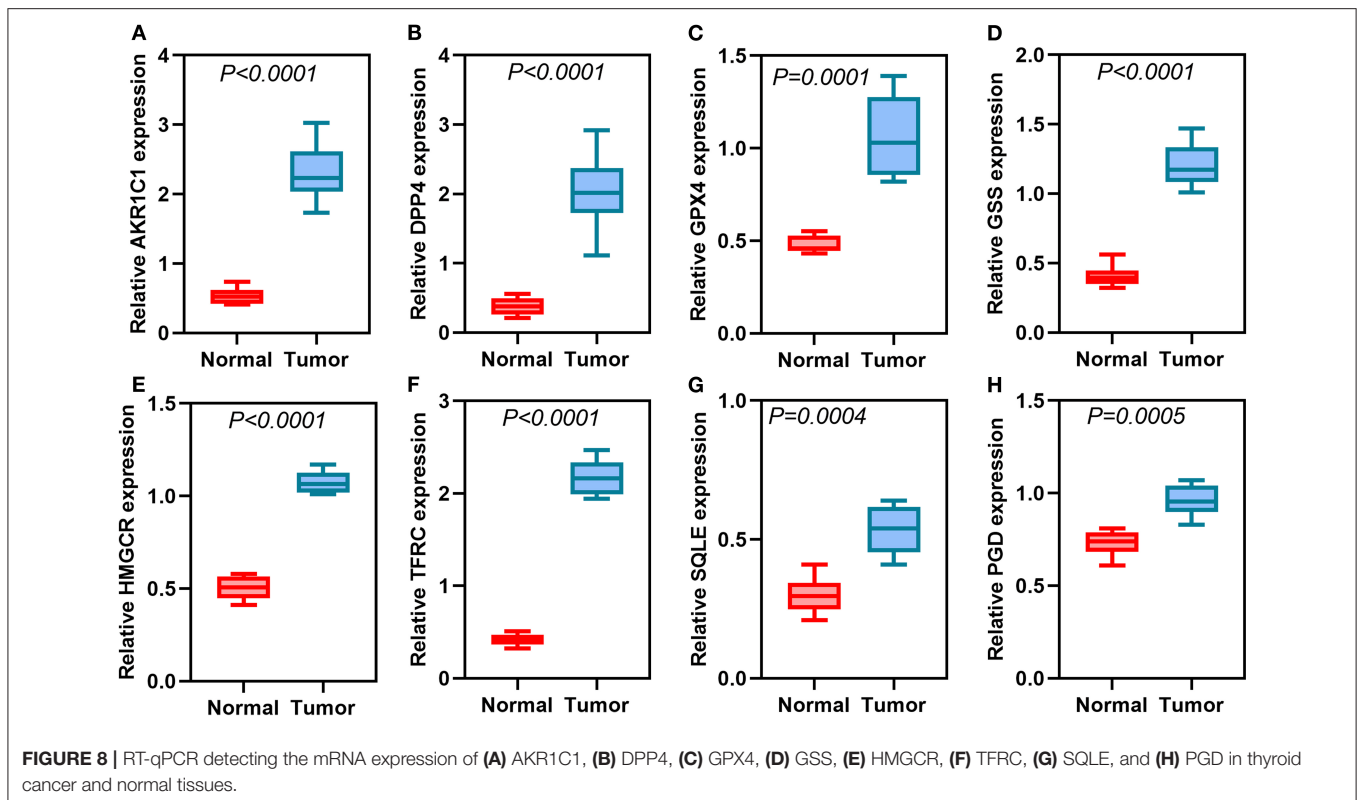 A
Relative AKR1C1 expression
4
3
2
1
0
P<0.0001
Normal Tumor
B
Relative DPP4 expression
4
3
2
1
0
P<0.0001
Normal Tumor
C
Relative GPX4 expression
1.5
1.0
0.5
0.0
P=0.0001
Normal Tumor
D
Relative GSS expression
2.0
1.5
1.0
0.5
0.0
P<0.0001
Normal Tumor
E
Relative HMGCR expression
1.5
1.0
0.5
0.0
P<0.0001
Normal Tumor
F
Relative TFRC expression
3
2
1
0
P<0.0001
Normal Tumor
G
Relative SQLE expression
1.0
0.5
0.0
P=0.0004
Normal Tumor
H
Relative PGD expression
1.5
1.0
0.5
0.0
P=0.0005
Normal Tumor
FIGURE 8 | RT-qPCR detecting the mRNA expression of (A) AKR1C1, (B) DPP4, (C) GPX4, (D) GSS, (E) HMGCR, (F) TFRC, (G) SQLE, and (H) PGD in thyroid
cancer and normal tissues.